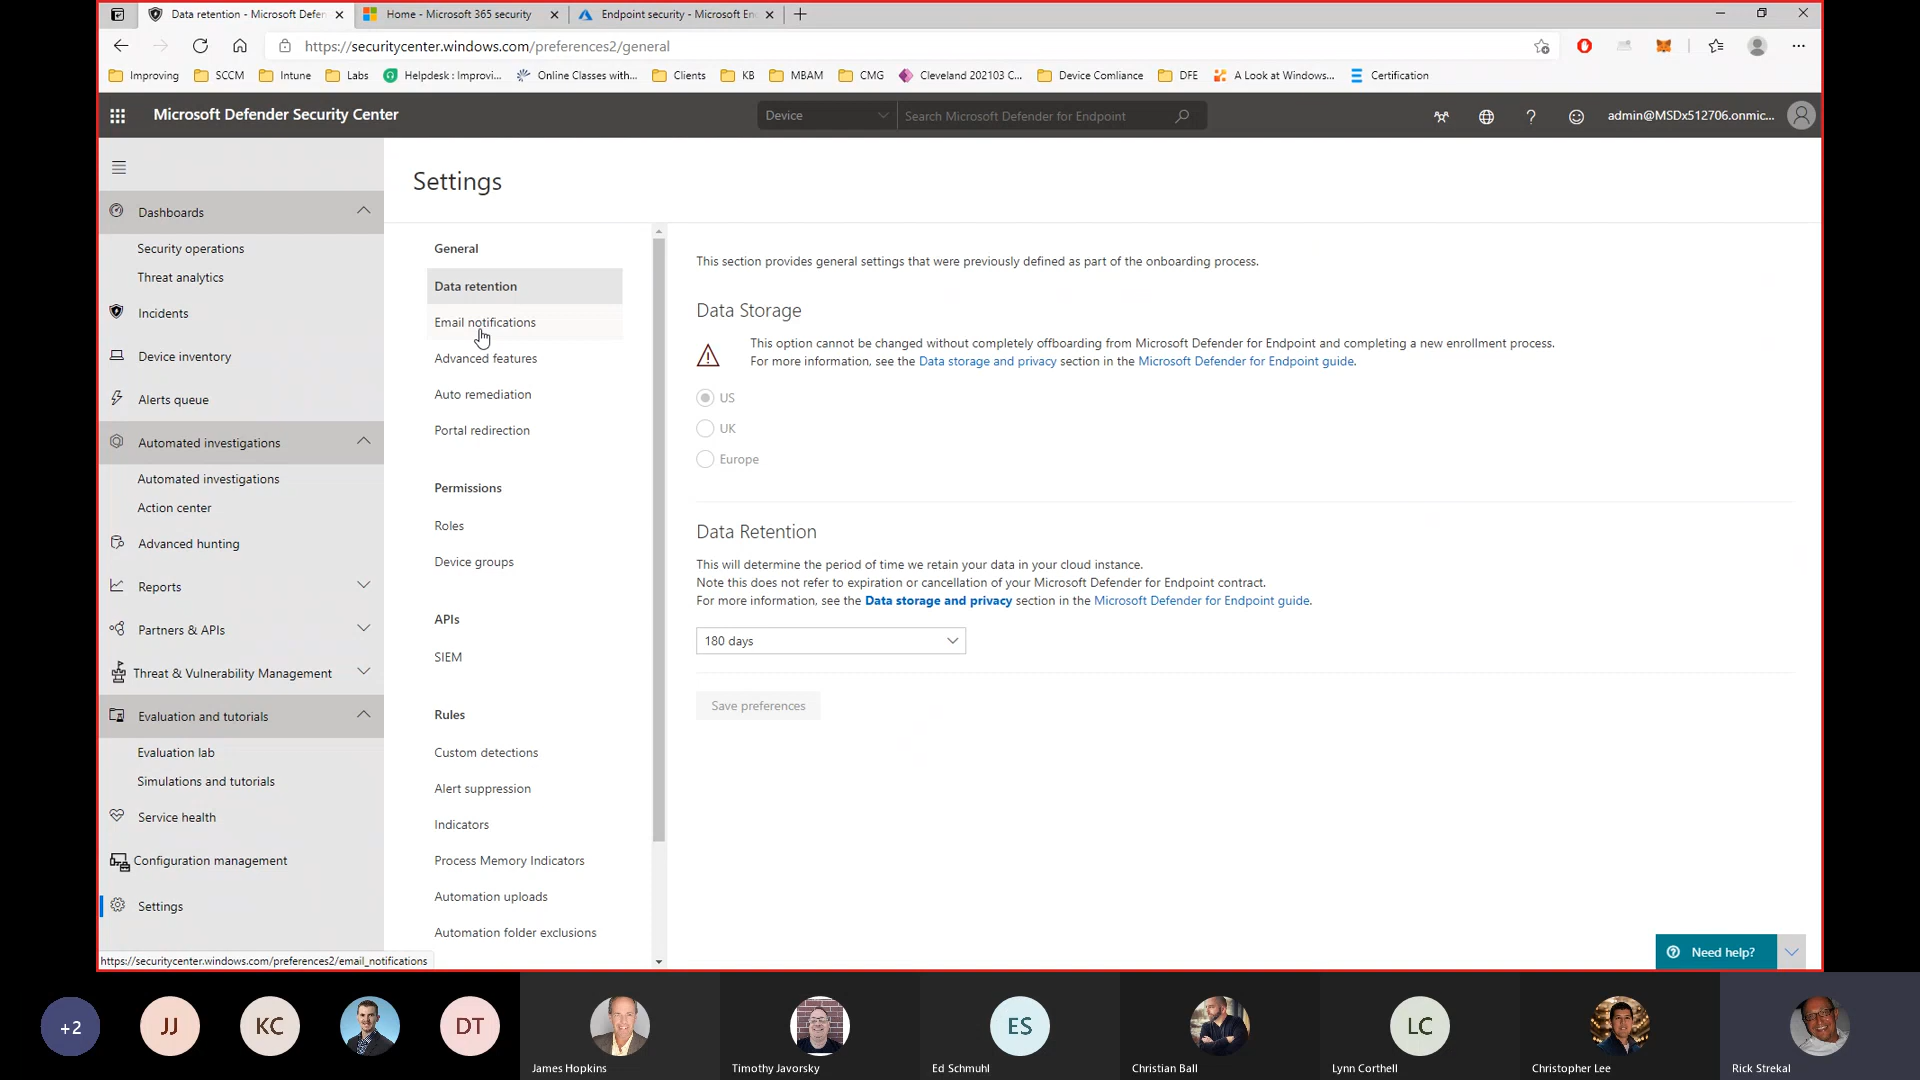 Data retention - Microsoft Defen
Home - Microsoft 365 security
Endpoint security - Microsoft En
https://securitycenter.windows.com/preferences2/general
Improving
SCCM
Intune
Labs
Helpdesk : Improvi...
Online Classes with...
Clients
KB
MBAM
CMG
Cleveland 202103 C...
Device Comliance
DFE
A Look at Windows...
Certification
Microsoft Defender Security Center
Device
Search Microsoft Defender for Endpoint
?
admin@MSDx512706.onmic...
Dashboards
Security operations
Threat analytics
Incidents
Device inventory
Alerts queue
Automated investigations
Automated investigations
Action center
Advanced hunting
Reports
Partners & APIs
Threat & Vulnerability Management
Evaluation and tutorials
Evaluation lab
Simulations and tutorials
Service health
Configuration management
Settings
https://securitycenter.windows.com/preferences2/email_notifications
Settings
General
Data retention
Email notifications
Advanced features
Auto remediation
Portal redirection
Permissions
Roles
Device groups
APIs
SIEM
Rules
Custom detections
Alert suppression
Indicators
Process Memory Indicators
Automation uploads
Automation folder exclusions
This section provides general settings that were previously defined as part of the onboarding process.
Data Storage
This option cannot be changed without completely offboarding from Microsoft Defender for Endpoint and completing a new enrollment process.
For more information, see the Data storage and privacy section in the Microsoft Defender for Endpoint guide.
US
UK
Europe
Data Retention
This will determine the period of time we retain your data in your cloud instance.
Note this does not refer to expiration or cancellation of your Microsoft Defender for Endpoint contract.
For more information, see the Data storage and privacy section in the Microsoft Defender for Endpoint guide.
180 days
Save preferences
Need help?
+2
JJ
KC
DT
James Hopkins
Timothy Javorsky
ES
Ed Schmuhl
Christian Ball
LC
Lynn Corthell
Christopher Lee
Rick Strekal